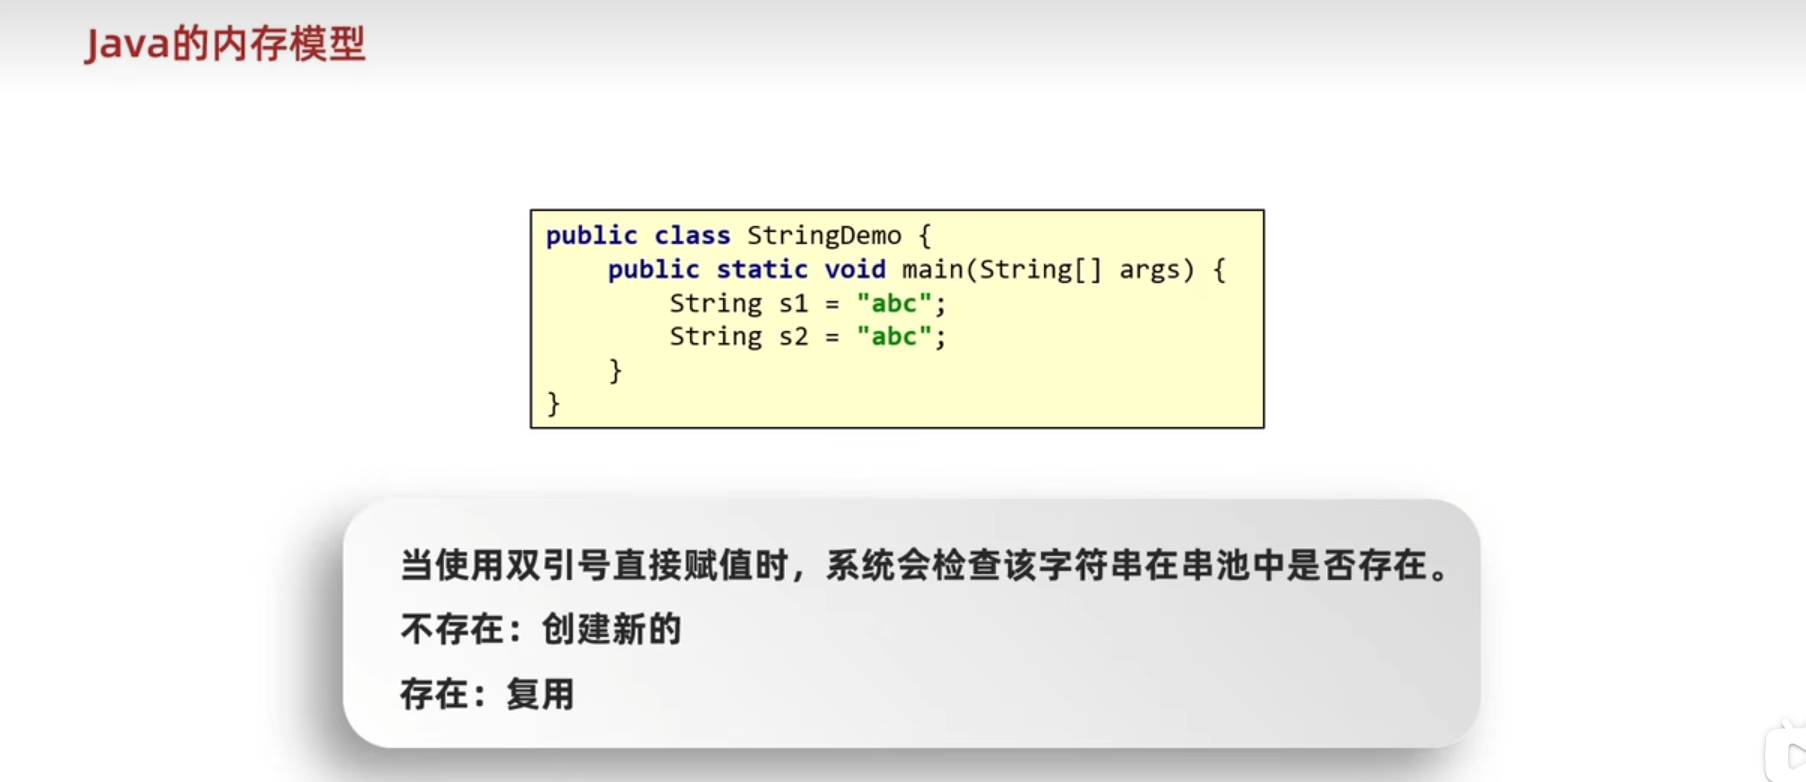 Java的内存模型
public class StringDemo {
    public static void main(String[] args) {
        String s1 = "abc";
        String s2 = "abc";
    }
}
当使用双引号直接赋值时，系统会检查该字符串在串池中是否存在。
不存在：创建新的
存在：复用